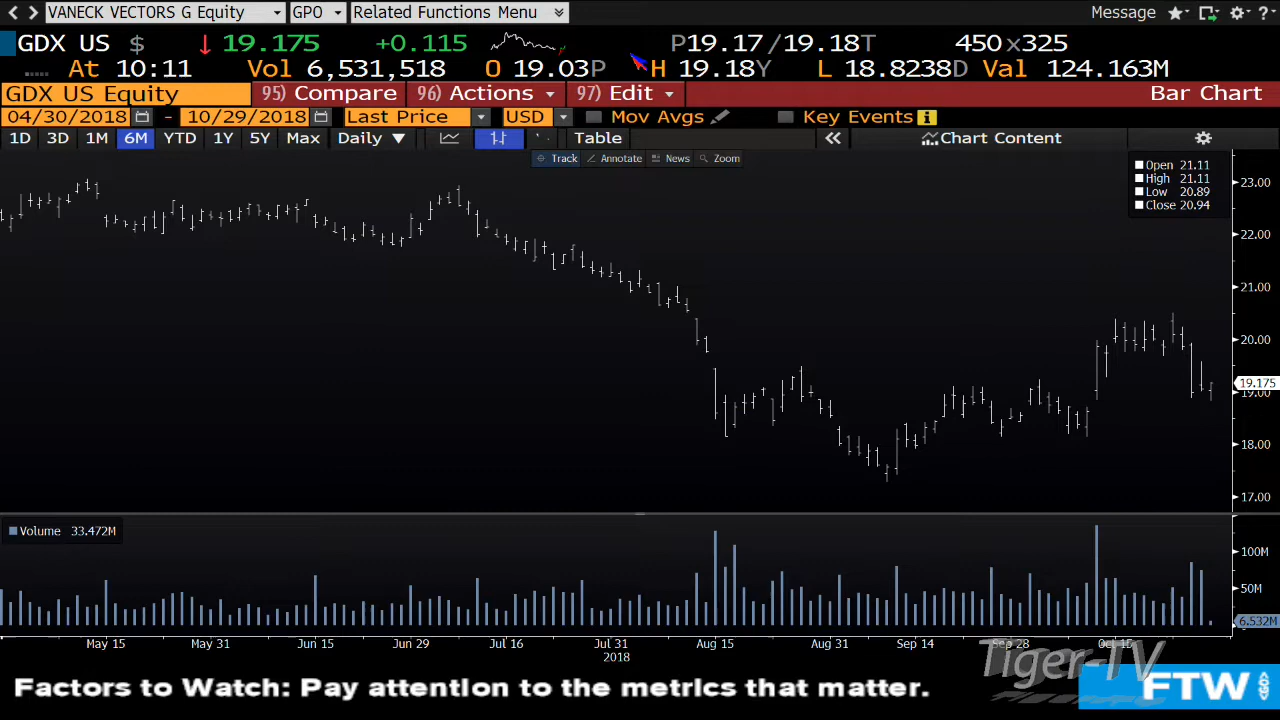 VANECK VECTORS G Equity GPO Related Functions Menu Message ?
GDX US $ ↓ 19.175 +0.115 P19.17/19.18T 450x325
At 10:11 Vol 6,531,518 O 19.03P H 19.18Y L 18.8238D Val 124.163M
GDX US Equity 95) Compare 96) Actions 97) Edit Bar Chart
04/30/2018 - 10/29/2018 Last Price USD Mov Avgs Key Events i
1D 3D 1M 6M YTD 1Y 5Y Max Daily ▼ Table « Chart Content
Track Annotate News Zoom
Open 21.11
High 21.11
Low 20.89
Close 20.94
23.00
22.00
21.00
20.00
19.175
19.00
18.00
17.00
Volume 33.472M
100M
50M
6.532M
May 15 May 31 Jun 15 Jun 29 Jul 16 Jul 31 Aug 15 Aug 31 Sep 14 Sep 28 Oct 15
2018
Tiger-TV
Factors to Watch: Pay attention to the metrics that matter.
FTW